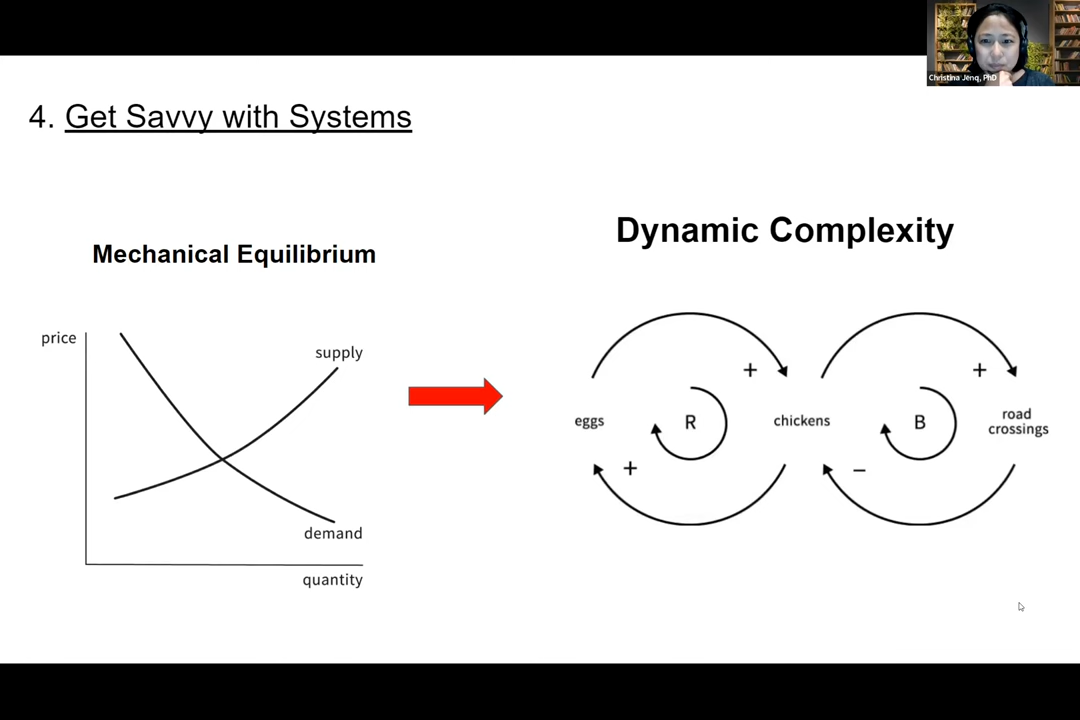 Christina Jenq, PhD
4. Get Savvy with Systems
Mechanical Equilibrium
Dynamic Complexity
price
supply
demand
quantity
+
+
eggs
R
chickens
B
road
crossings
+
−